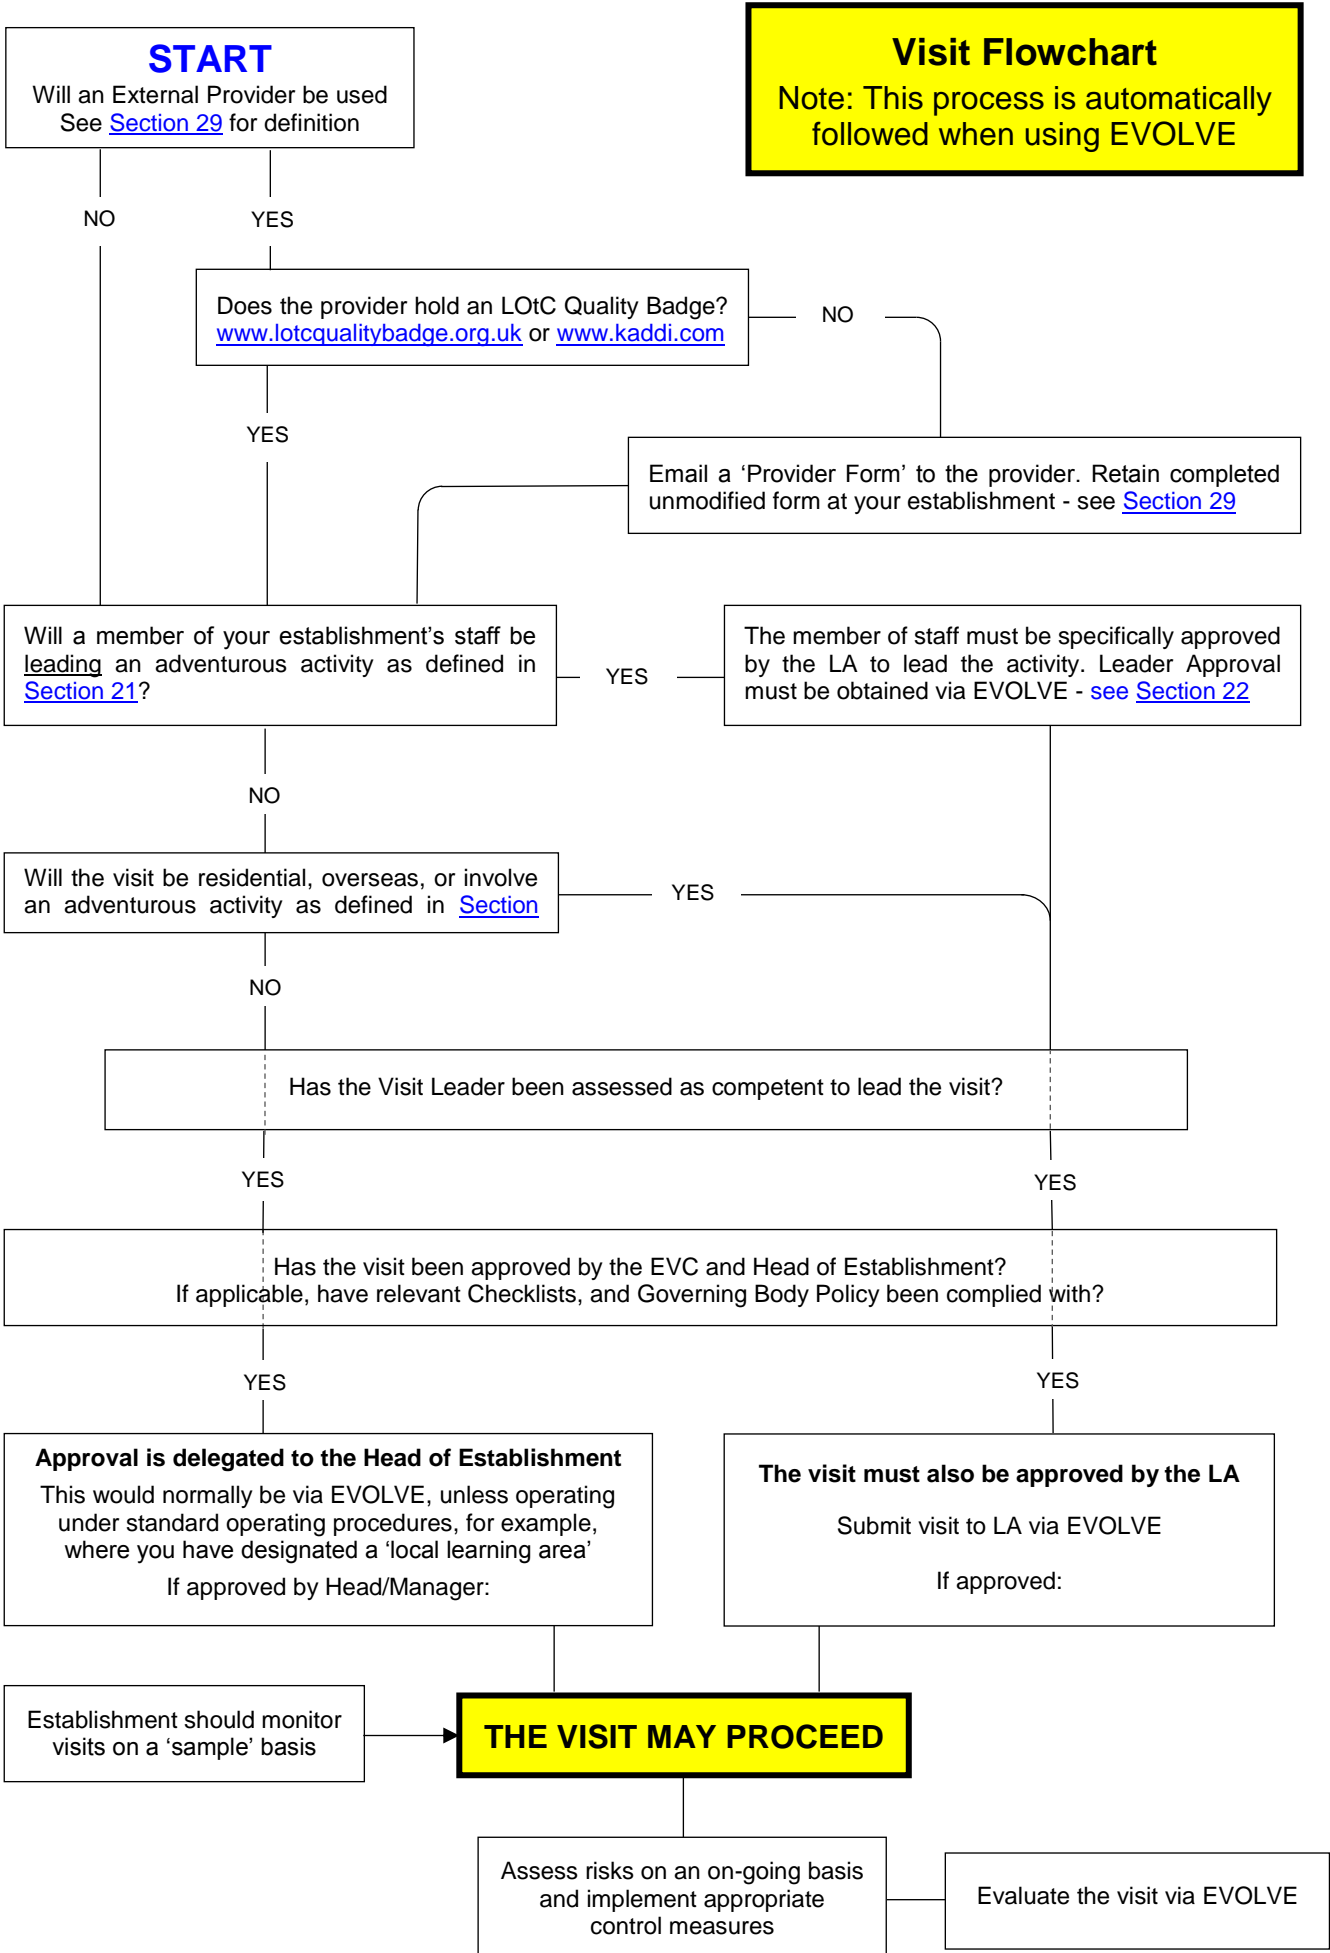 START
Will an External Provider be used
See Section 29 for definition
Visit Flowchart
Note: This process is automatically
followed when using EVOLVE
NO
YES
Does the provider hold an LOtC Quality Badge?
www.lotcqualitybadge.org.uk or www.kaddi.com
NO
YES
Email a ‘Provider Form’ to the provider. Retain completed
unmodified form at your establishment - see Section 29
Will a member of your establishment’s staff be
leading an adventurous activity as defined in
Section 21?
YES
The member of staff must be specifically approved
by the LA to lead the activity. Leader Approval
must be obtained via EVOLVE - see Section 22
NO
Will the visit be residential, overseas, or involve
an adventurous activity as defined in Section
YES
NO
Has the Visit Leader been assessed as competent to lead the visit?
YES
YES
Has the visit been approved by the EVC and Head of Establishment?
If applicable, have relevant Checklists, and Governing Body Policy been complied with?
YES
YES
Approval is delegated to the Head of Establishment
This would normally be via EVOLVE, unless operating
under standard operating procedures, for example,
where you have designated a ‘local learning area’
If approved by Head/Manager:
The visit must also be approved by the LA
Submit visit to LA via EVOLVE
If approved:
Establishment should monitor
visits on a ‘sample’ basis
THE VISIT MAY PROCEED
Assess risks on an on-going basis
and implement appropriate
control measures
Evaluate the visit via EVOLVE